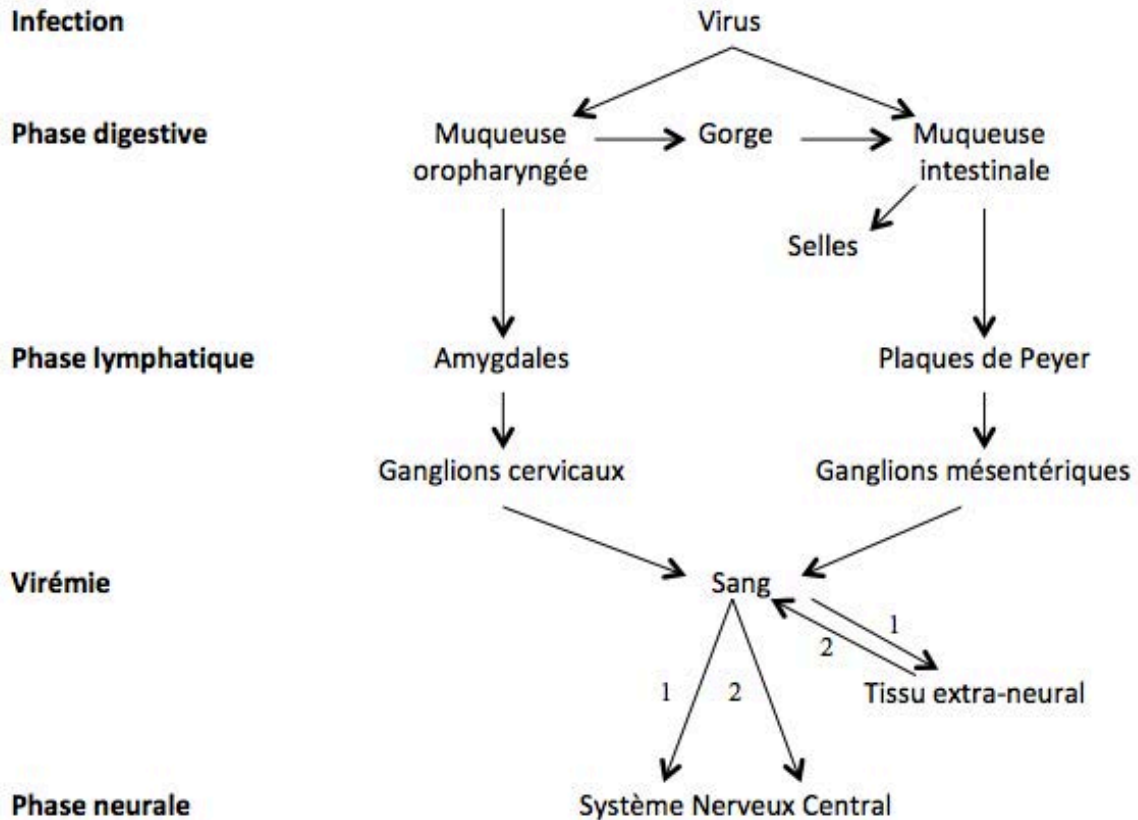 Infection
Virus
Phase digestive
Muqueuse
oropharyngée
Gorge
Muqueuse
intestinale
Selles
Phase lymphatique
Amygdales
Plaques de Peyer
Ganglions cervicaux
Ganglions mésentériques
Virémie
Sang
1
2
1
2
Tissu extra-neural
Phase neurale
Système Nerveux Central